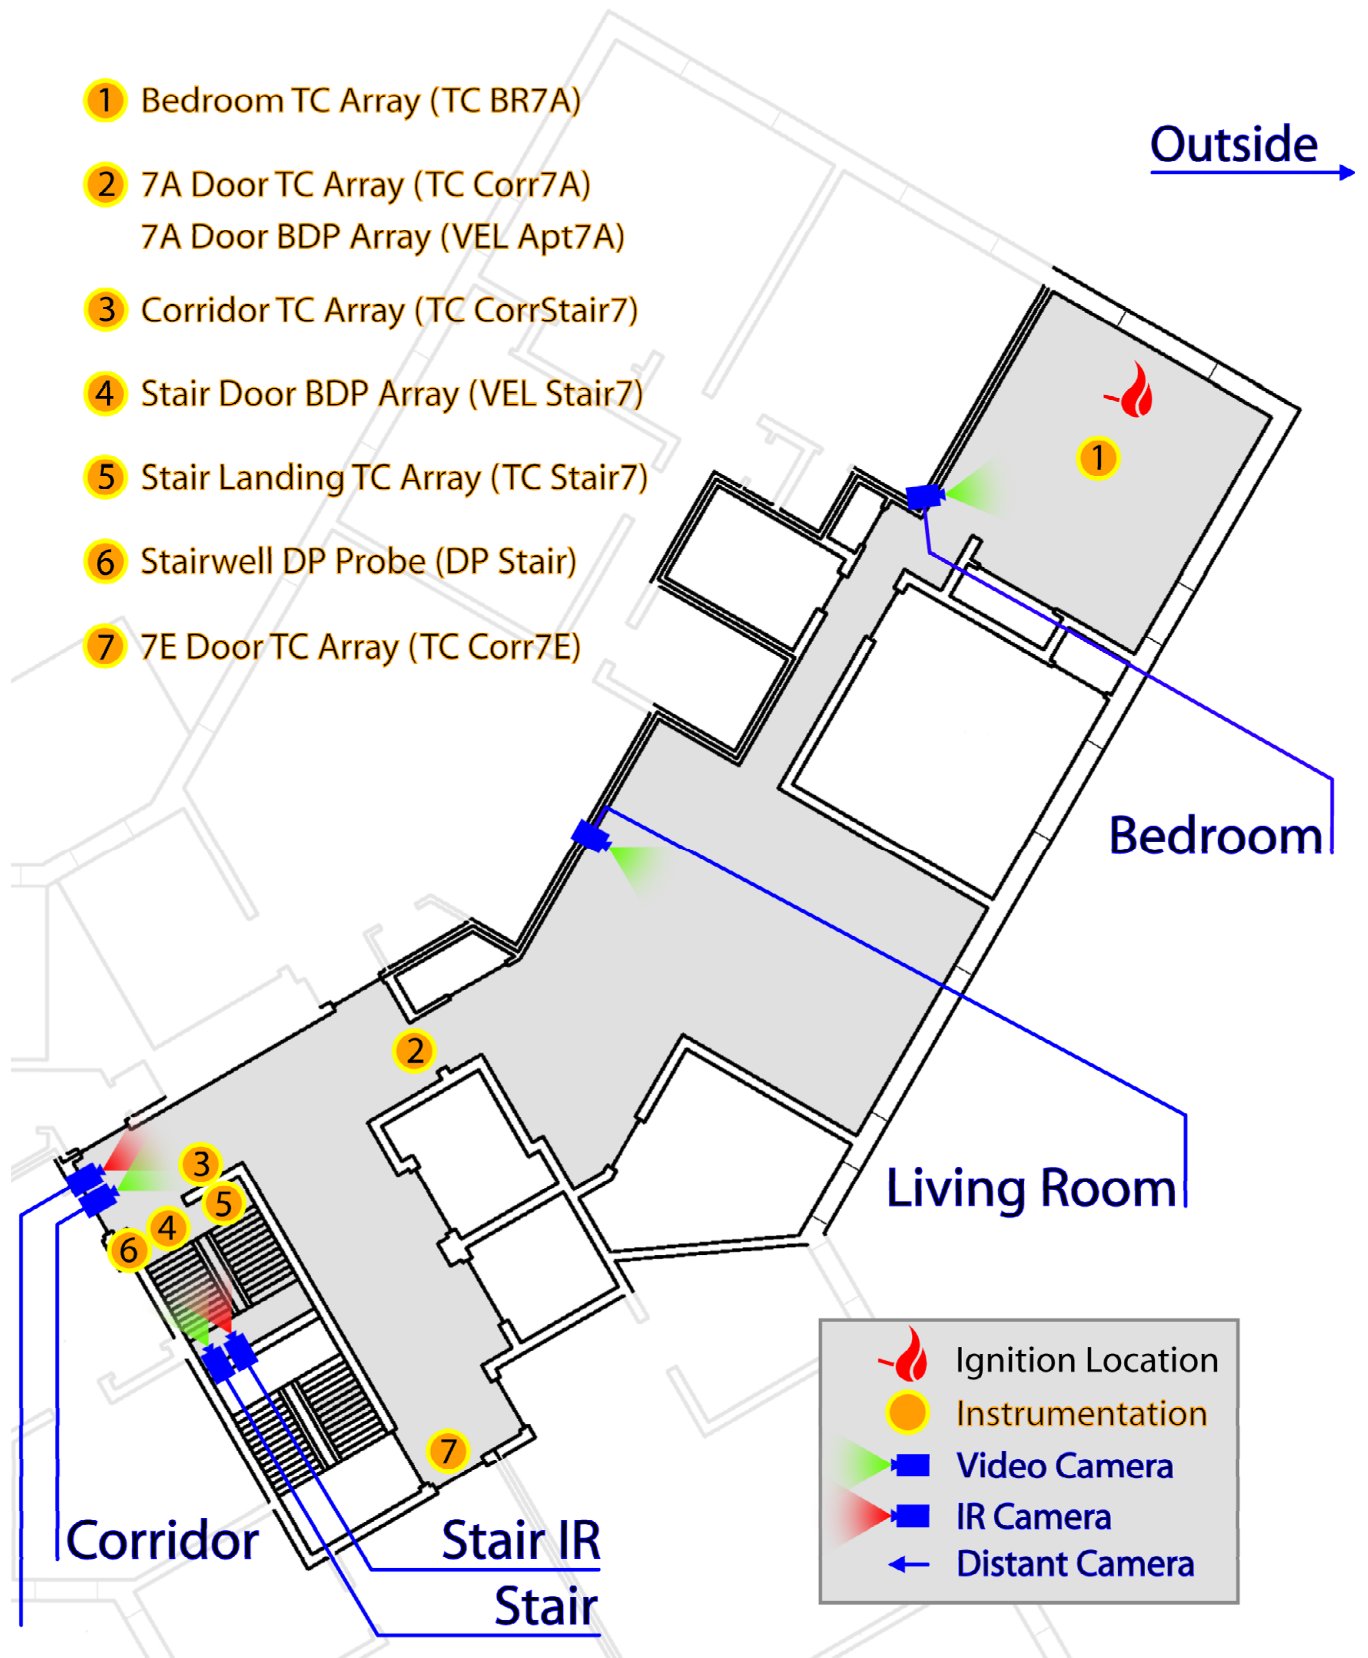 1 Bedroom TC Array (TC BR7A)
2 7A Door TC Array (TC Corr7A)
7A Door BDP Array (VEL Apt7A)
3 Corridor TC Array (TC CorrStair7)
4 Stair Door BDP Array (VEL Stair7)
5 Stair Landing TC Array (TC Stair7)
6 Stairwell DP Probe (DP Stair)
7 7E Door TC Array (TC Corr7E)
Outside
1
Bedroom
2
3
5
4
6
Living Room
7
Corridor
Stair IR
Stair
Ignition Location
Instrumentation
Video Camera
IR Camera
Distant Camera